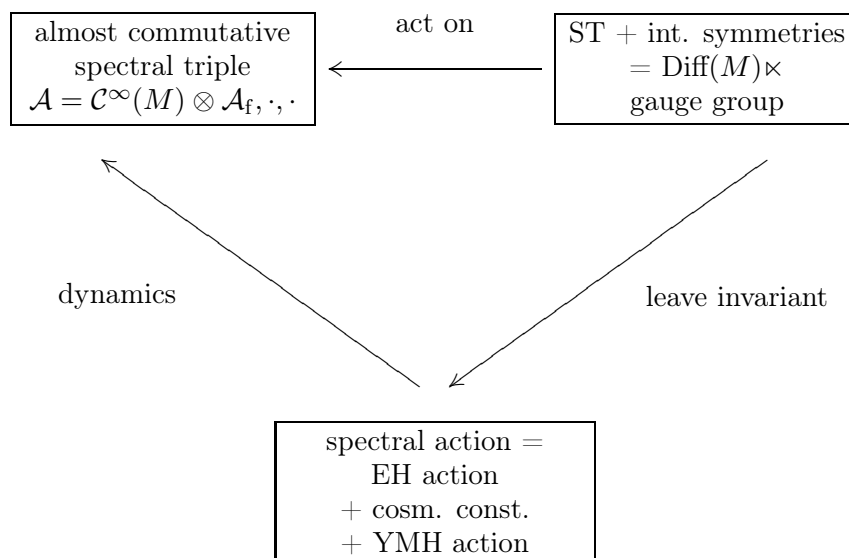 almost commutative
spectral triple
𝒜 = 𝒞^∞(M) ⊗ 𝒜_f, ·, ·
act on
ST + int. symmetries
= Diff(M)⋉
gauge group
dynamics
leave invariant
spectral action =
EH action
+ cosm. const.
+ YMH action